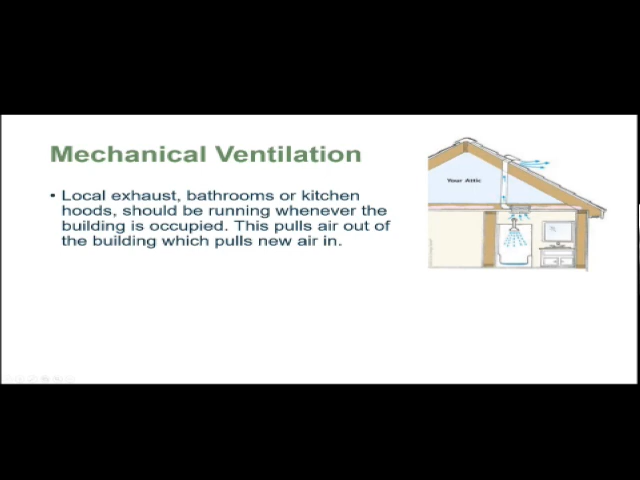 Mechanical Ventilation
• Local exhaust, bathrooms or kitchen
hoods, should be running whenever the
building is occupied. This pulls air out of
the building which pulls new air in.
Your Attic